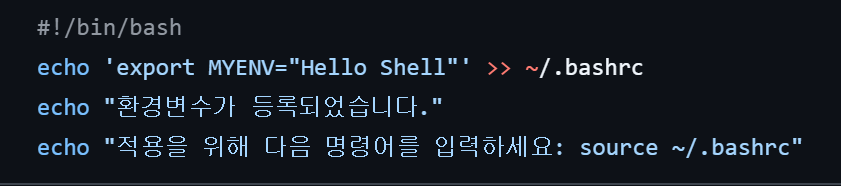 #!/bin/bash
echo 'export MYENV="Hello Shell"' >> ~/.bashrc
echo "환경변수가 등록되었습니다."
echo "적용을 위해 다음 명령어를 입력하세요: source ~/.bashrc"